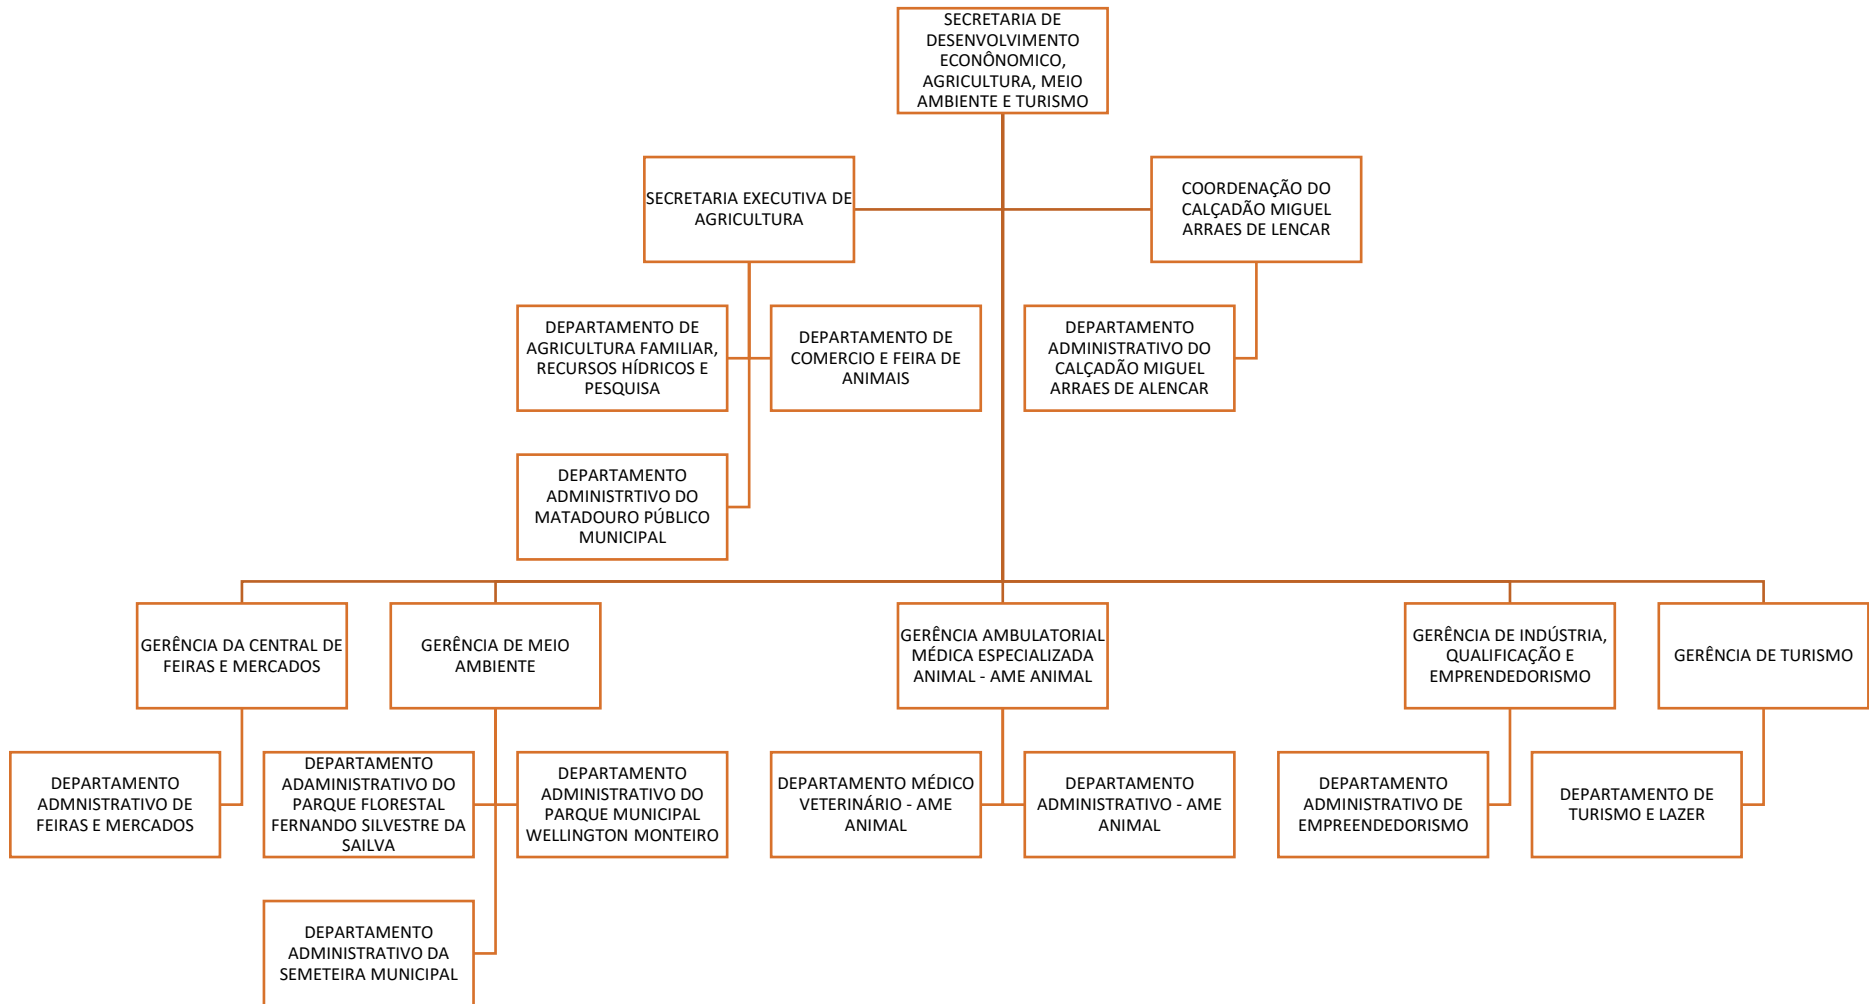 SECRETARIA DE
DESENVOLVIMENTO
ECONÔNOMICO,
AGRICULTURA, MEIO
AMBIENTE E TURISMO
SECRETARIA EXECUTIVA DE
AGRICULTURA
COORDENAÇÃO DO
CALÇADÃO MIGUEL
ARRAES DE LENCAR
DEPARTAMENTO DE
AGRICULTURA FAMILIAR,
RECURSOS HÍDRICOS E
PESQUISA
DEPARTAMENTO DE
COMERCIO E FEIRA DE
ANIMAIS
DEPARTAMENTO
ADMINISTRATIVO DO
CALÇADÃO MIGUEL
ARRAES DE ALENCAR
DEPARTAMENTO
ADMINISTRTIVO DO
MATADOURO PÚBLICO
MUNICIPAL
GERÊNCIA DA CENTRAL DE
FEIRAS E MERCADOS
GERÊNCIA DE MEIO
AMBIENTE
GERÊNCIA AMBULATORIAL
MÉDICA ESPECIALIZADA
ANIMAL - AME ANIMAL
GERÊNCIA DE INDÚSTRIA,
QUALIFICAÇÃO E
EMPRENDEDORISMO
GERÊNCIA DE TURISMO
DEPARTAMENTO
ADMNISTRATIVO DE
FEIRAS E MERCADOS
DEPARTAMENTO
ADAMINISTRATIVO DO
PARQUE FLORESTAL
FERNANDO SILVESTRE DA
SAILVA
DEPARTAMENTO
ADMINISTRATIVO DO
PARQUE MUNICIPAL
WELLINGTON MONTEIRO
DEPARTAMENTO MÉDICO
VETERINÁRIO - AME
ANIMAL
DEPARTAMENTO
ADMINISTRATIVO - AME
ANIMAL
DEPARTAMENTO
ADMINISTRATIVO DE
EMPREENDEDORISMO
DEPARTAMENTO DE
TURISMO E LAZER
DEPARTAMENTO
ADMINISTRATIVO DA
SEMETEIRA MUNICIPAL